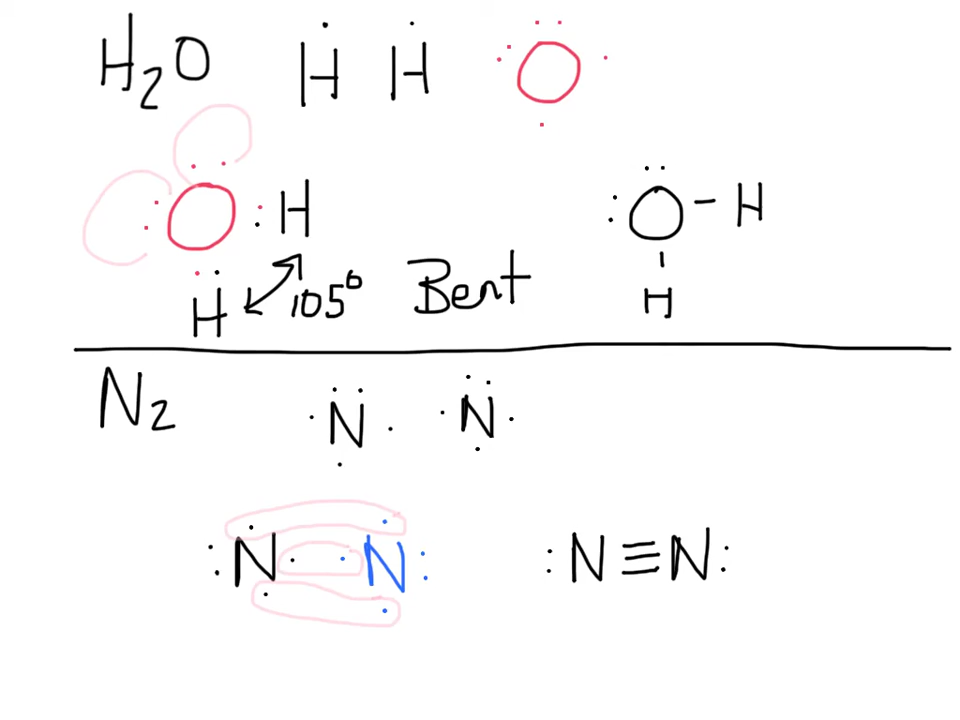 H₂O H H O
O : H :O-H
H 105° Bent H
N₂ N N
:N N: :N≡N: